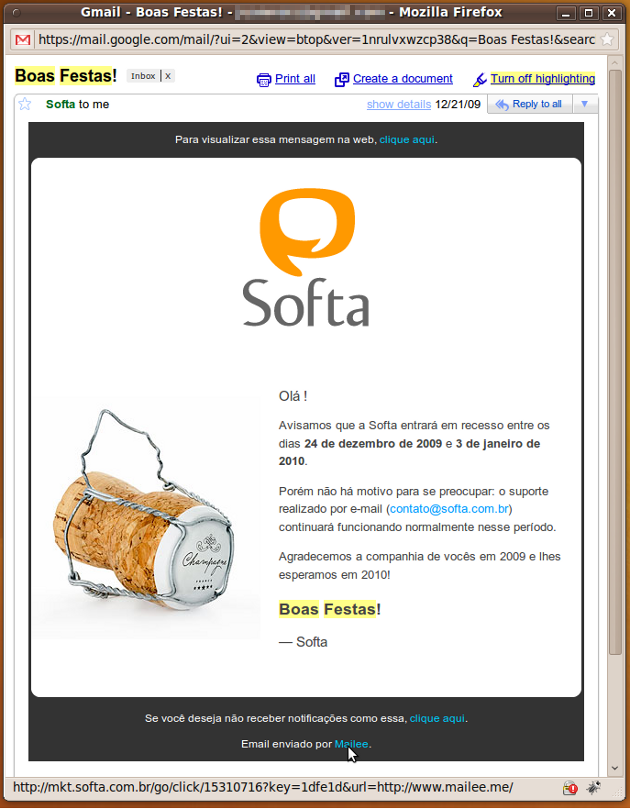 Gmail - Boas Festas! - - Mozilla Firefox
https://mail.google.com/mail/?ui=2&view=btop&ver=1nrulvxwzcp38&q=Boas Festas!&searc
Boas Festas! Inbox | X
Print all Create a document Turn off highlighting
Softa to me show details 12/21/09 Reply to all
Para visualizar essa mensagem na web, clique aqui.
Softa
Olá !
Avisamos que a Softa entrará em recesso entre os
dias 24 de dezembro de 2009 e 3 de janeiro de
2010.
Porém não há motivo para se preocupar: o suporte
realizado por e-mail (contato@softa.com.br)
continuará funcionando normalmente nesse período.
Agradecemos a companhia de vocês em 2009 e lhes
esperamos em 2010!
Boas Festas!
— Softa
Champagne
FRANCE
Se você deseja não receber notificações como essa, clique aqui.
Email enviado por Mailee.
http://mkt.softa.com.br/go/click/15310716?key=1dfe1d&url=http://www.mailee.me/